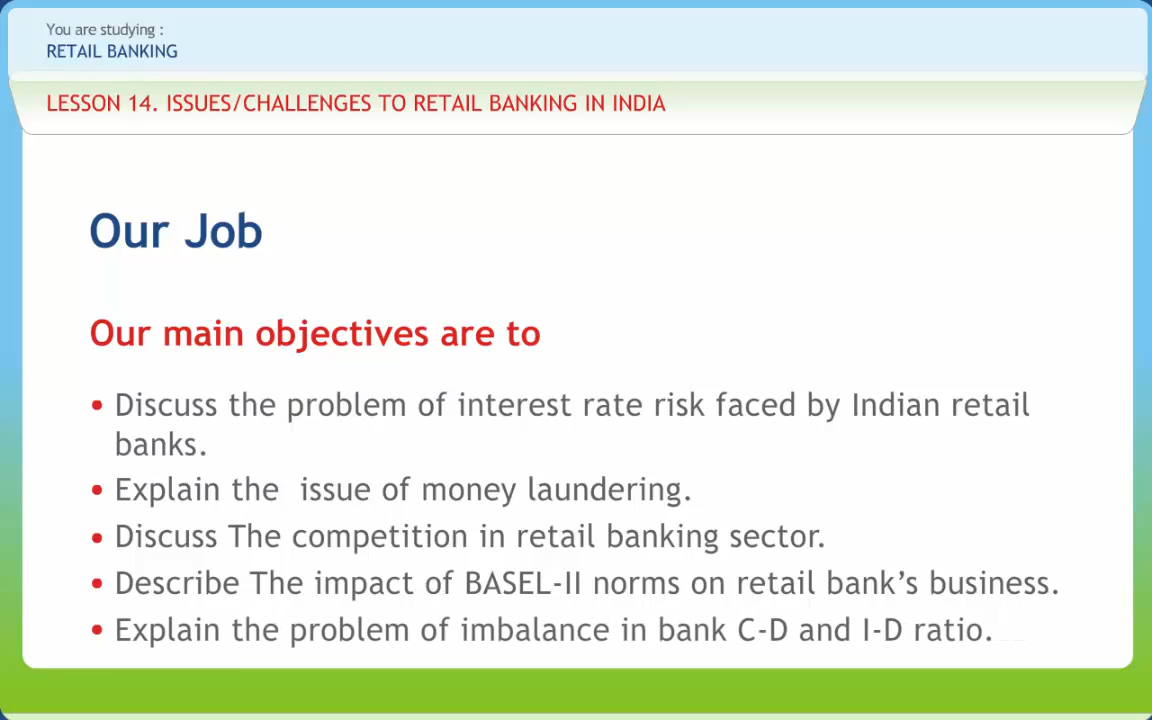 You are studying :
RETAIL BANKING
LESSON 14. ISSUES/CHALLENGES TO RETAIL BANKING IN INDIA
Our Job
Our main objectives are to
• Discuss the problem of interest rate risk faced by Indian retail
banks.
• Explain the  issue of money laundering.
• Discuss The competition in retail banking sector.
• Describe The impact of BASEL-II norms on retail bank’s business.
• Explain the problem of imbalance in bank C-D and I-D ratio.